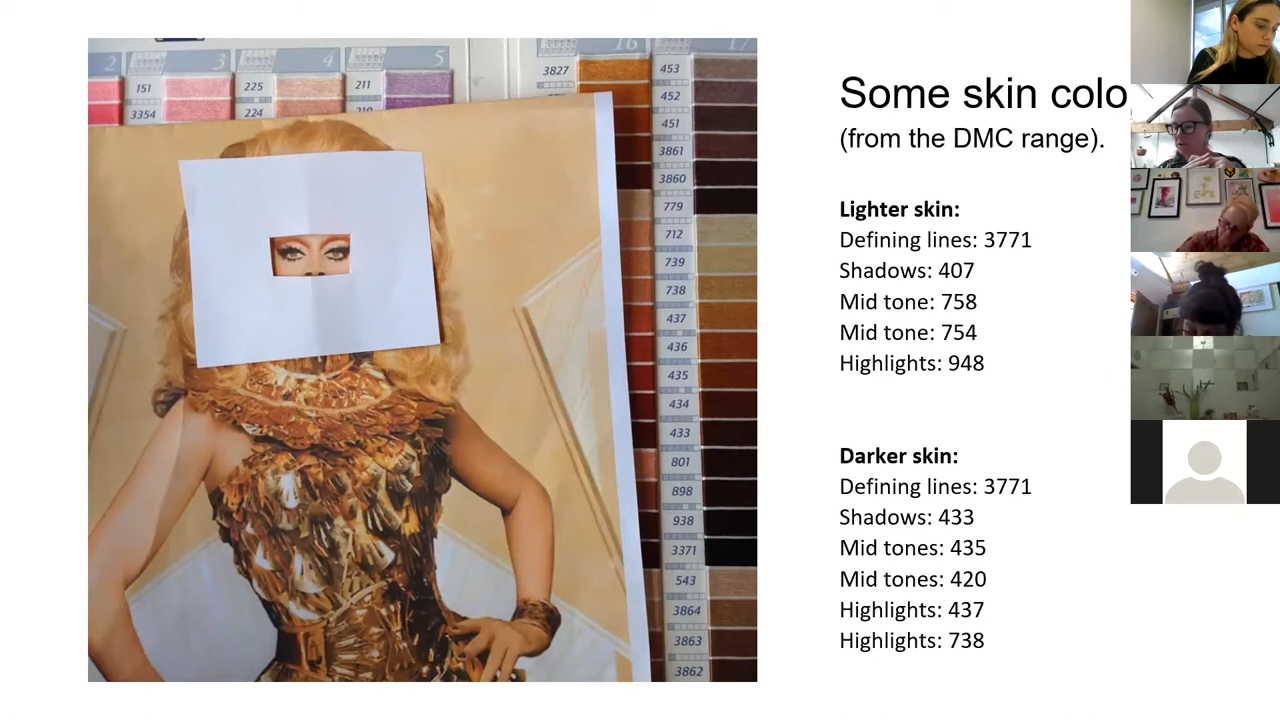 2
3
4
5
16
17
151
3354
225
224
211
210
3827
453
452
451
3861
3860
779
712
739
738
437
436
435
434
433
801
898
938
3371
543
3864
3863
3862
Some skin colo
(from the DMC range).
Lighter skin:
Defining lines: 3771
Shadows: 407
Mid tone: 758
Mid tone: 754
Highlights: 948
Darker skin:
Defining lines: 3771
Shadows: 433
Mid tones: 435
Mid tones: 420
Highlights: 437
Highlights: 738